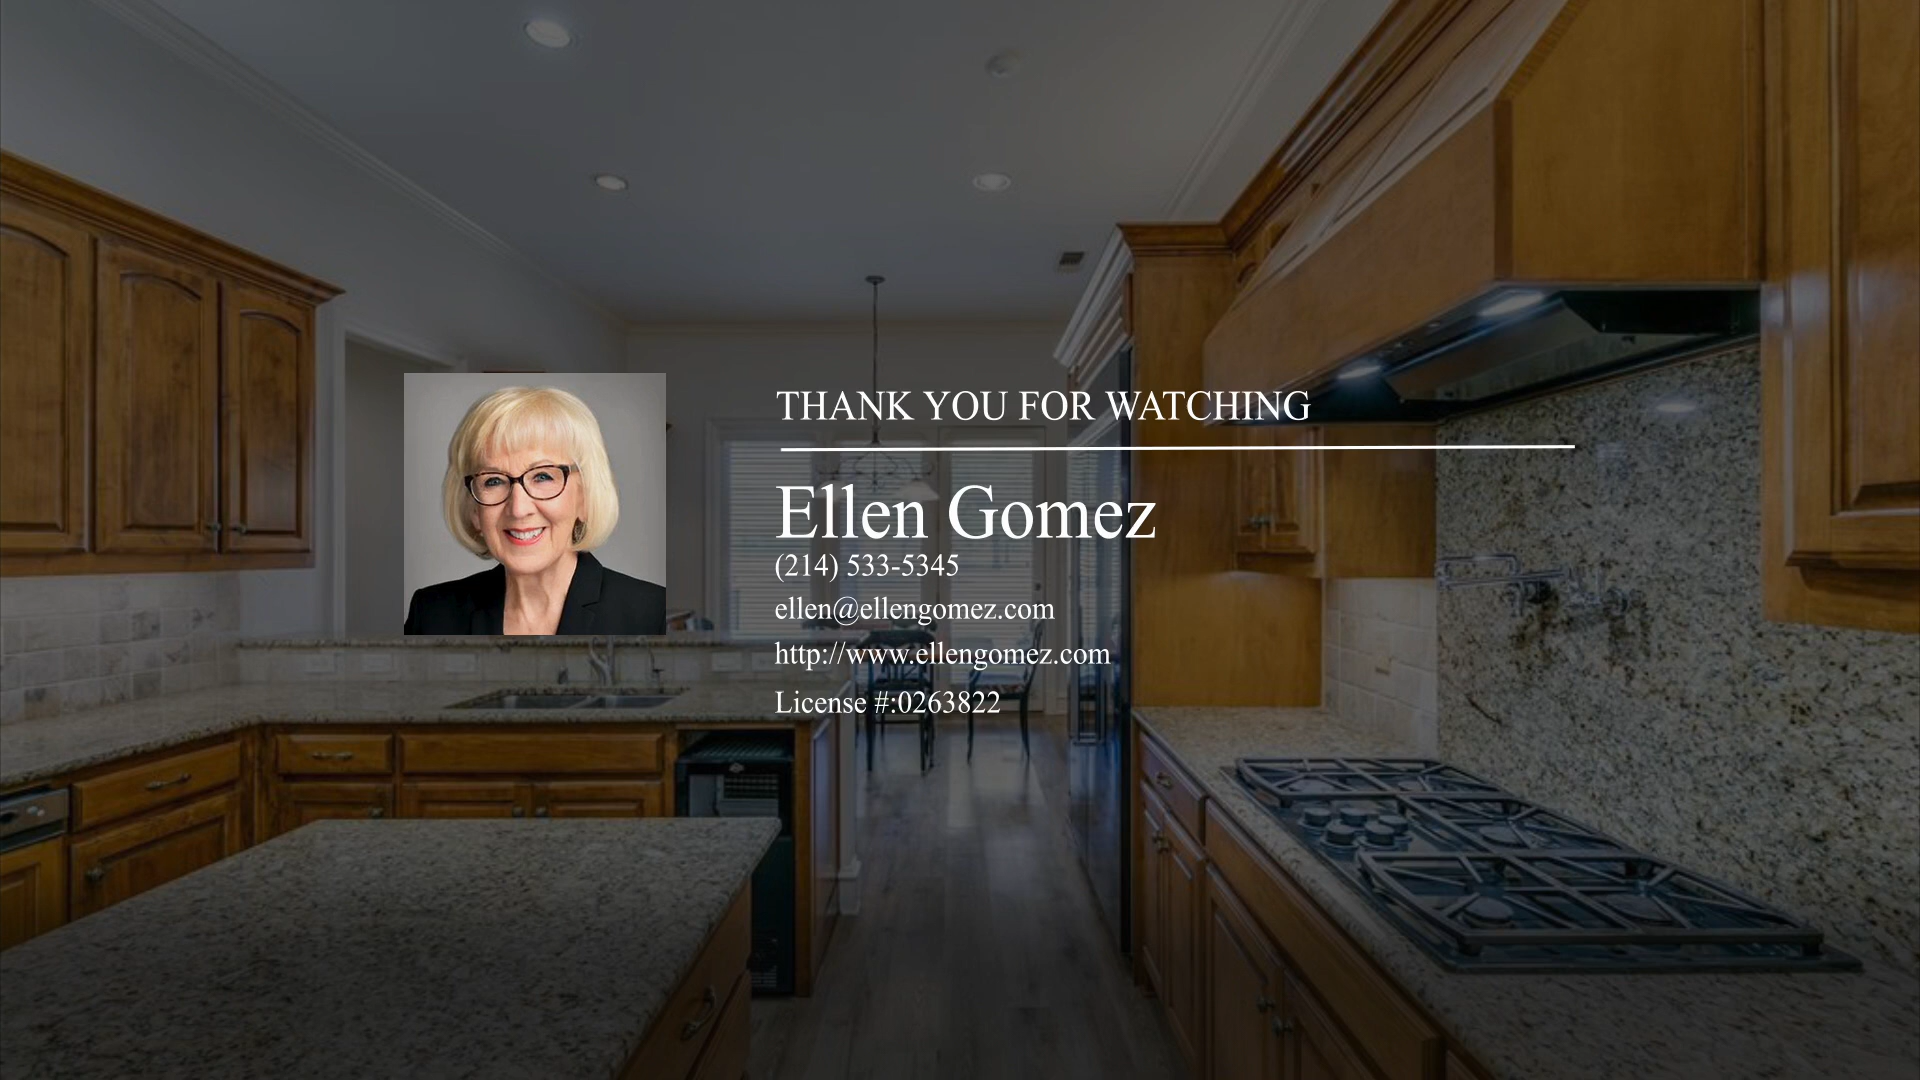 THANK YOU FOR WATCHING
Ellen Gomez
(214) 533-5345
ellen@ellengomez.com
http://www.ellengomez.com
License #:0263822